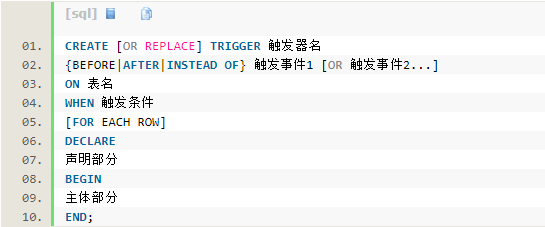 [sql]
01. CREATE [OR REPLACE] TRIGGER 触发器名
02. {BEFORE|AFTER|INSTEAD OF} 触发事件1 [OR 触发事件2...]
03. ON 表名
04. WHEN 触发条件
05. [FOR EACH ROW]
06. DECLARE
07. 声明部分
08. BEGIN
09. 主体部分
10. END;